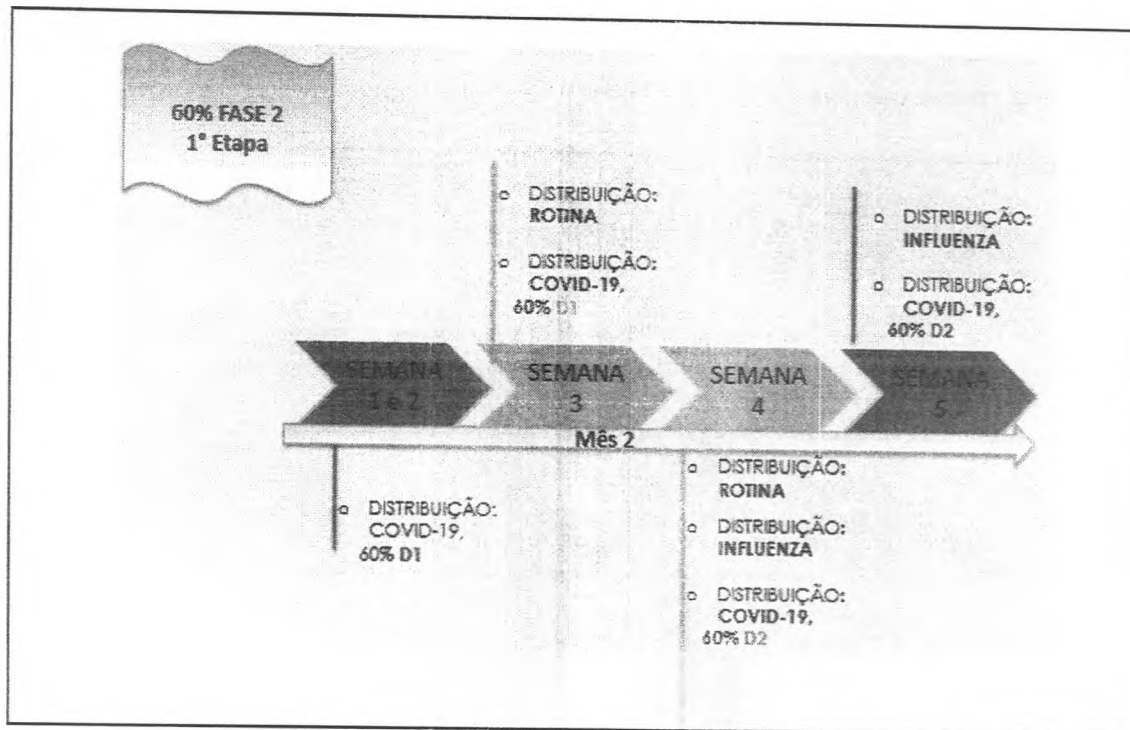 60% FASE 2
1° Etapa
o DISTRIBUIÇÃO:
ROTINA
o DISTRIBUIÇÃO:
COVID-19,
60% D1
o DISTRIBUIÇÃO:
INFLUENZA
o DISTRIBUIÇÃO:
COVID-19,
60% D2
SEMANA
1 e 2
SEMANA
3
SEMANA
4
SEMANA
5
Mês 2
o DISTRIBUIÇÃO:
COVID-19,
60% D1
o DISTRIBUIÇÃO:
ROTINA
o DISTRIBUIÇÃO:
INFLUENZA
o DISTRIBUIÇÃO:
COVID-19,
60% D2